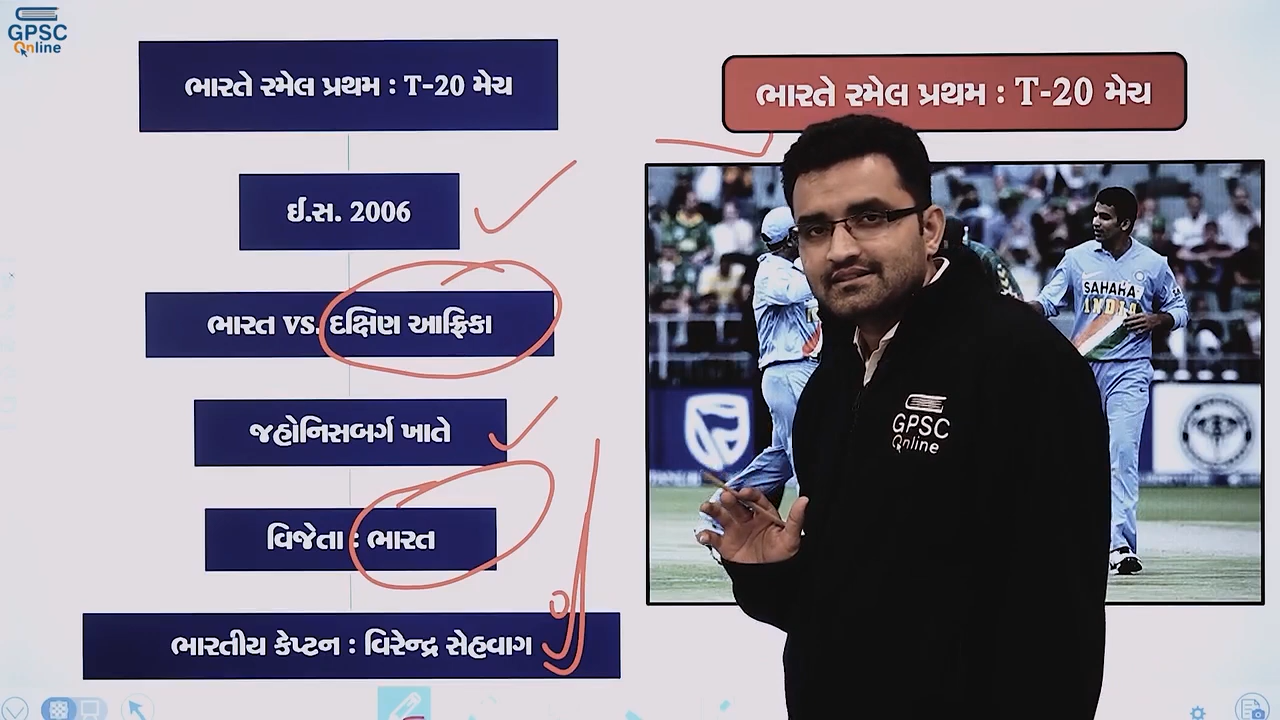 GPSC
Online
ભારતે રમેલ પ્રથમ : T-20 મેચ
ઈ.સ. 2006
ભારત vs. દક્ષિણ આફ્રિકા
જહોનિસબર્ગ ખાતે
વિજેતા : ભારત
ભારતીય કેપ્ટન : વિરેન્દ્ર સેહવાગ
ભારતે રમેલ પ્રથમ : T-20 મેચ
SAHARA
INDIA
GPSC
Online